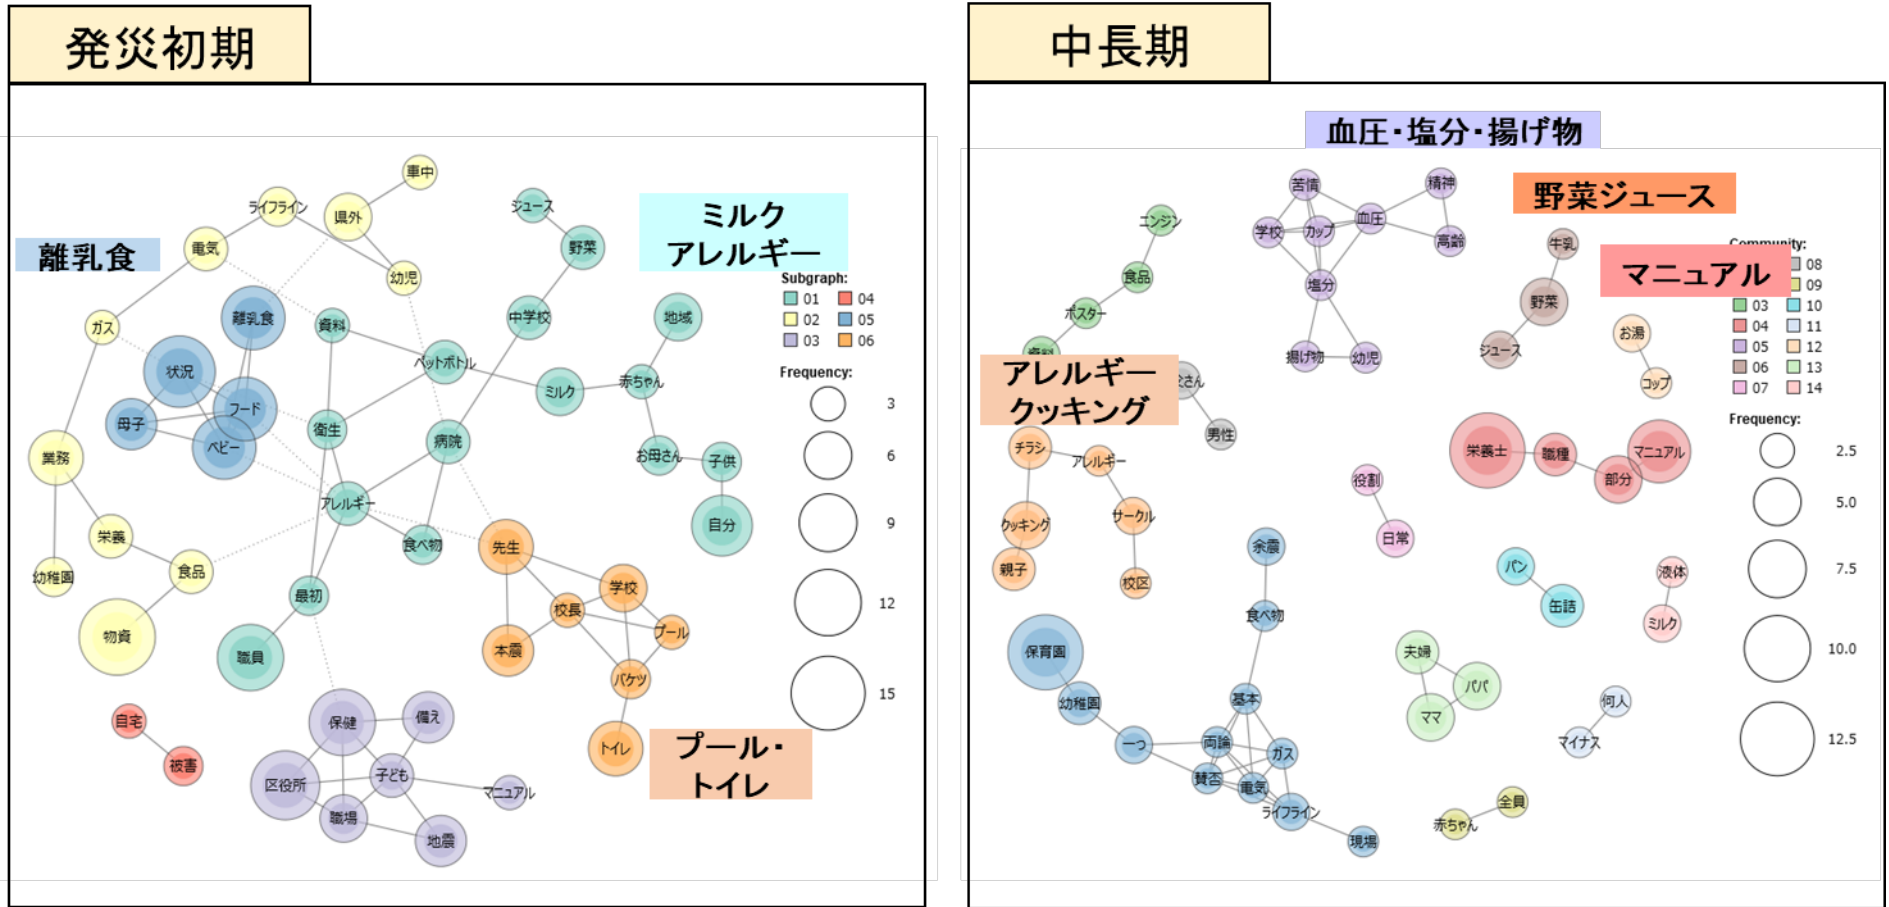 発災初期
車中
ライフライン
県外
電気
幼児
離乳食
ジュース
野菜
ミルク
アレルギー
Subgraph:
01
04
02
05
03
06
Frequency:
3
6
9
12
15
離乳食
資料
中学校
地域
ガス
状況
ペットボトル
ミルク
赤ちゃん
母子
フード
ベビー
衛生
病院
お母さん
子供
業務
アレルギー
自分
栄養
食べ物
先生
幼稚園
食品
最初
学校
校長
プール
物資
職員
本震
バケツ
自宅
保健
備え
トイレ
プール・
トイレ
被害
区役所
子ども
マニュアル
職場
地震
中長期
血圧・塩分・揚げ物
苦情
精神
野菜ジュース
ニンジン
学校
カップ
血圧
高齢
牛乳
マニュアル
Community:
08
09
03
10
04
11
05
12
06
13
07
14
Frequency:
2.5
5.0
7.5
10.0
12.5
食品
塩分
野菜
ポスター
お湯
揚げ物
幼児
ジュース
コップ
アレルギー
クッキング
さん
男性
チラシ
アレルギー
栄養士
職種
マニュアル
部分
役割
クッキング
サークル
日常
余震
親子
校区
パン
液体
缶詰
食べ物
ミルク
保育園
夫婦
パパ
幼稚園
基本
ママ
何人
一つ
両論
ガス
マイナス
賛否
電気
ライフライン
全員
赤ちゃん
現場